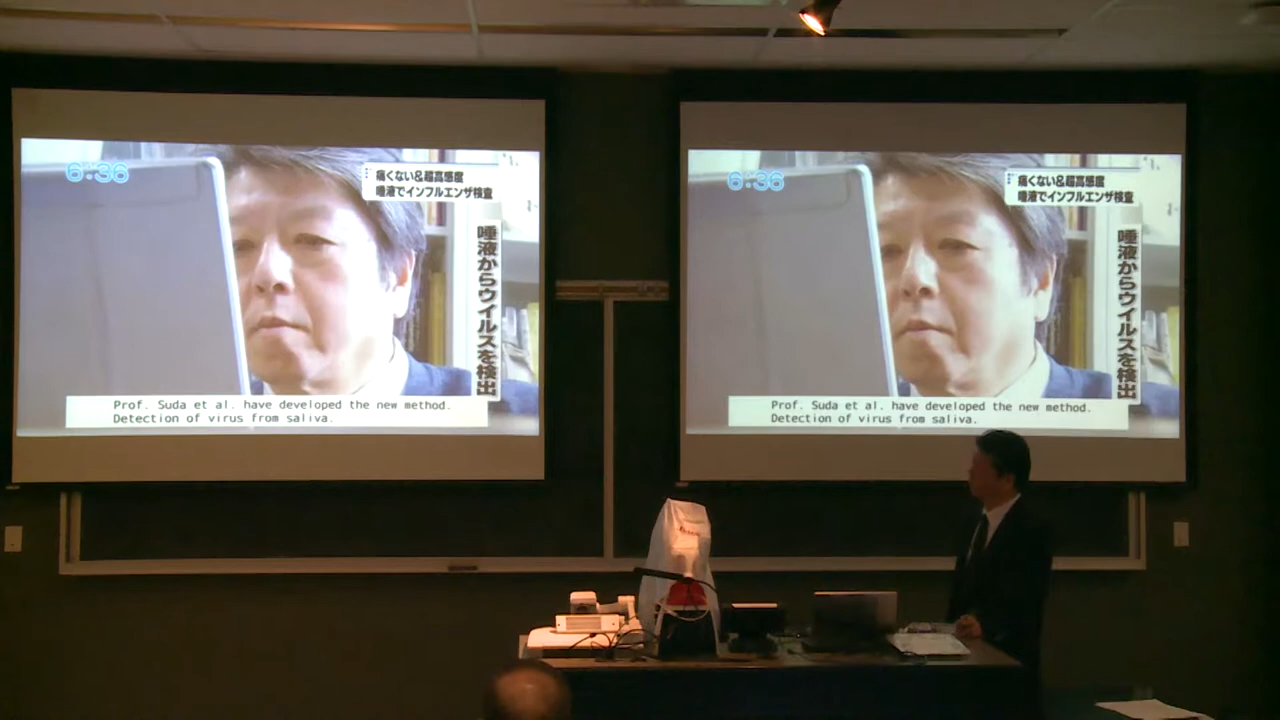 6:36
痛くない&超高感度
唾液でインフルエンザ検査
唾液からウイルスを検出
Prof. Suda et al. have developed the new method.
Detection of virus from saliva.
6:36
痛くない&超高感度
唾液でインフルエンザ検査
唾液からウイルスを検出
Prof. Suda et al. have developed the new method.
Detection of virus from saliva.